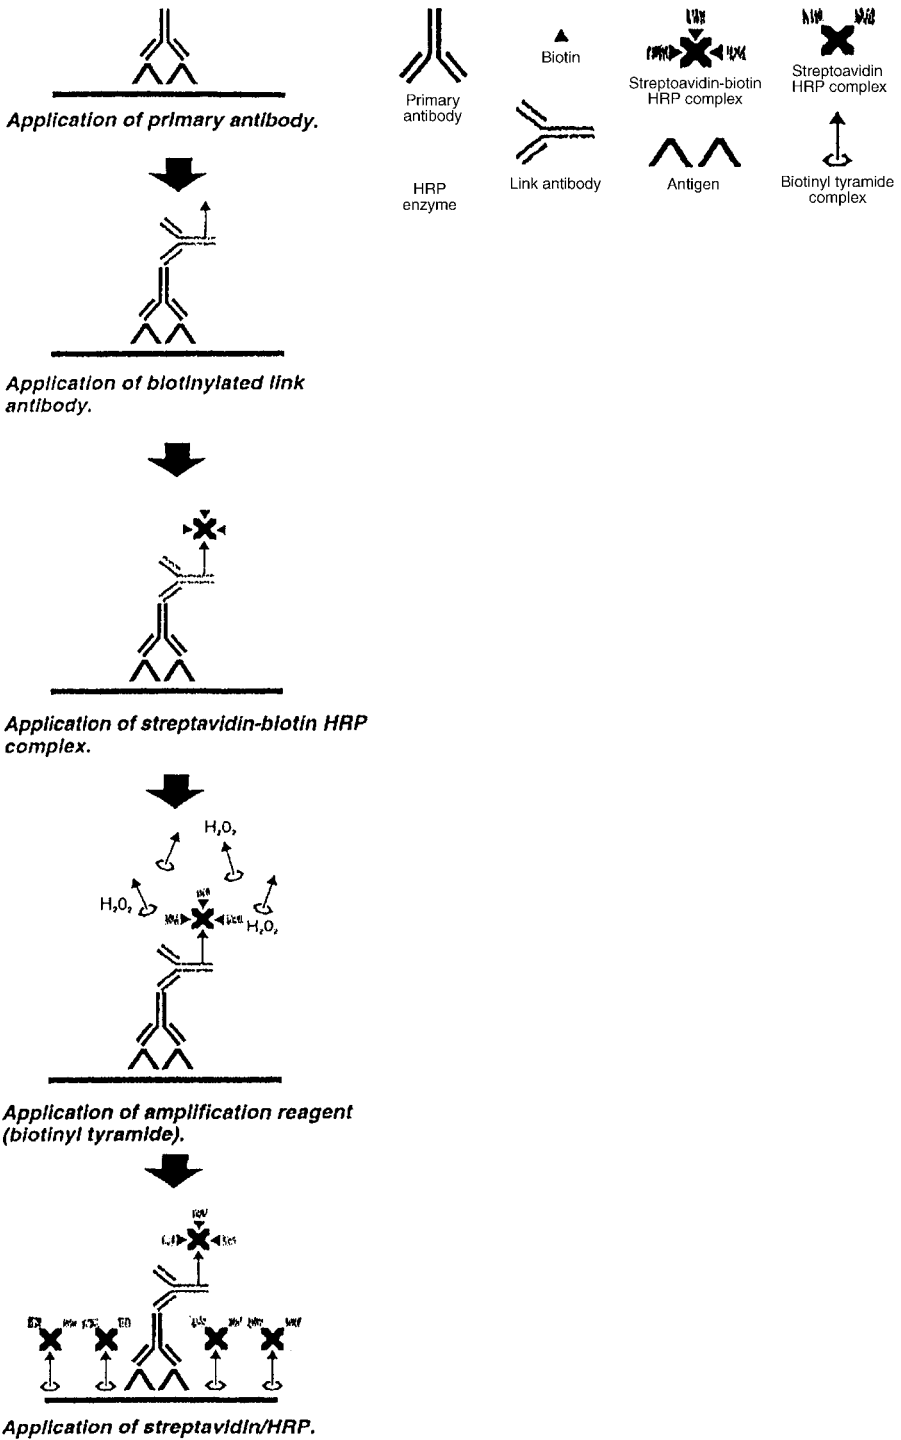 Application of primary antibody.
Primary
antibody
HRP
enzyme
Biotin
Link antibody
Streptoavidin-biotin
HRP complex
Antigen
Streptoavidin
HRP complex
Biotinyl tyramide
complex
Application of biotinylated link
antibody.
Application of streptavidin-biotin HRP
complex.
H₂O₂
H₂O₂
H₂O₂
Application of amplification reagent
(biotinyl tyramide).
Application of streptavidin/HRP.